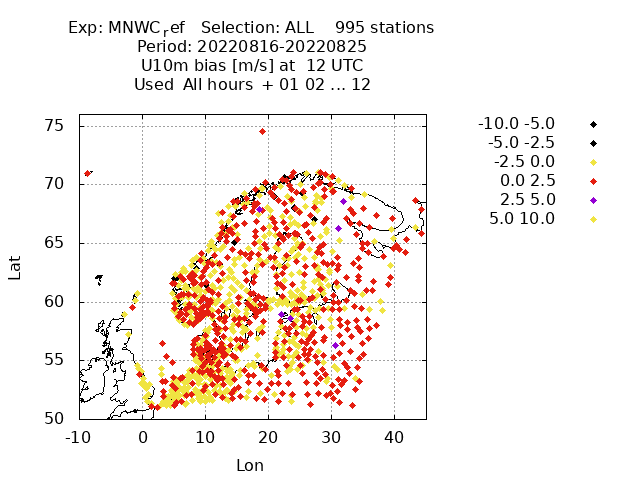 Exp: MNWC_ref Selection: ALL 995 stations
Period: 20220816-20220825
U10m bias [m/s] at 12 UTC
Used All hours + 01 02 ... 12
-10.0 -5.0
-5.0 -2.5
-2.5 0.0
0.0 2.5
2.5 5.0
5.0 10.0
75
70
65
60
55
50
Lat
-10 0 10 20 30 40
Lon